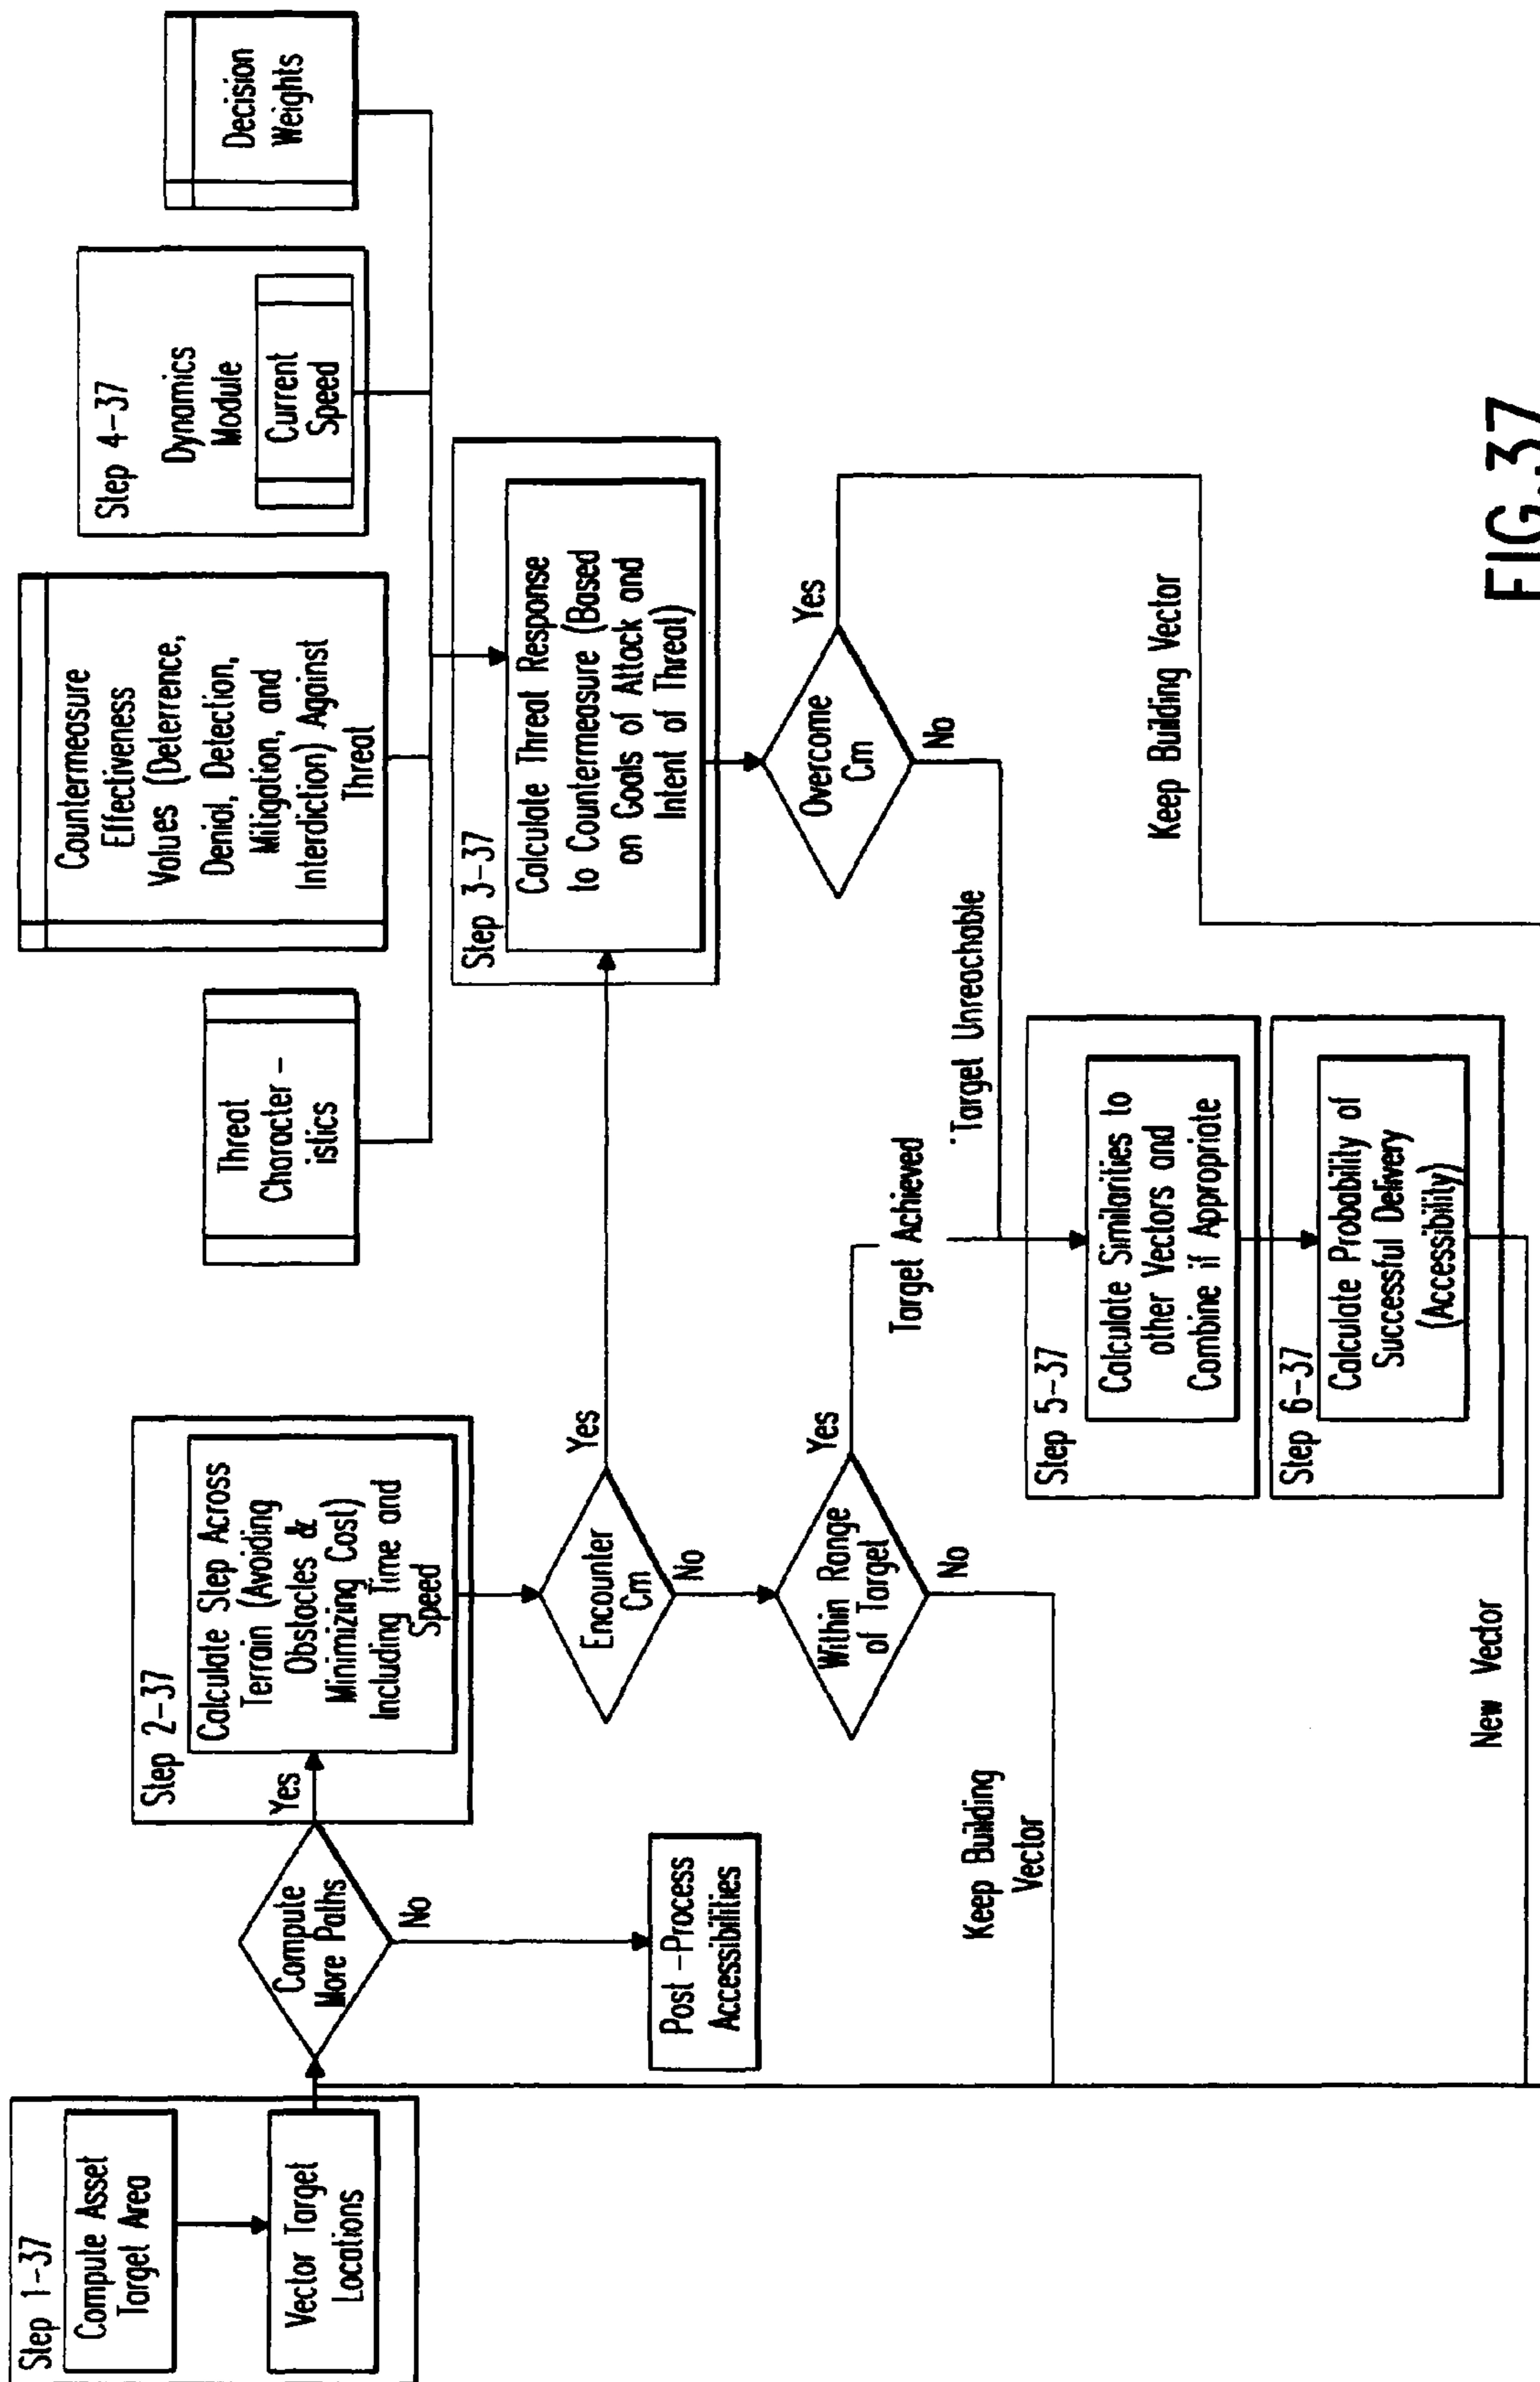 Step 1-37
Compute Asset
Target Area
Vector Target
Locations
Compute
More Paths
Yes
No
Post-Process
Accessibilities
Step 2-37
Calculate Step Across
Terrain (Avoiding
Obstacles &
Minimizing Cost)
Including Time and
Speed
Encounter
Cm
Yes
No
Within Range
of Target
Yes
No
Keep Building
Vector
Target Achieved
Threat
Character-
istics
Countermeasure
Effectiveness
Values (Deterrence,
Denial, Detection,
Mitigation, and
Interdiction) Against
Threat
Step 4-37
Dynamics
Module
Current
Speed
Decision
Weights
Step 3-37
Calculate Threat Response
to Countermeasure (Based
on Goals of Attack and
Intent of Threat)
Overcome
Cm
Yes
No
Target Unreachable
Keep Building Vector
Step 5-37
Calculate Similarities to
other Vectors and
Combine if Appropriate
Step 6-37
Calculate Probability of
Successful Delivery
(Accessibility)
New Vector
FIG.37